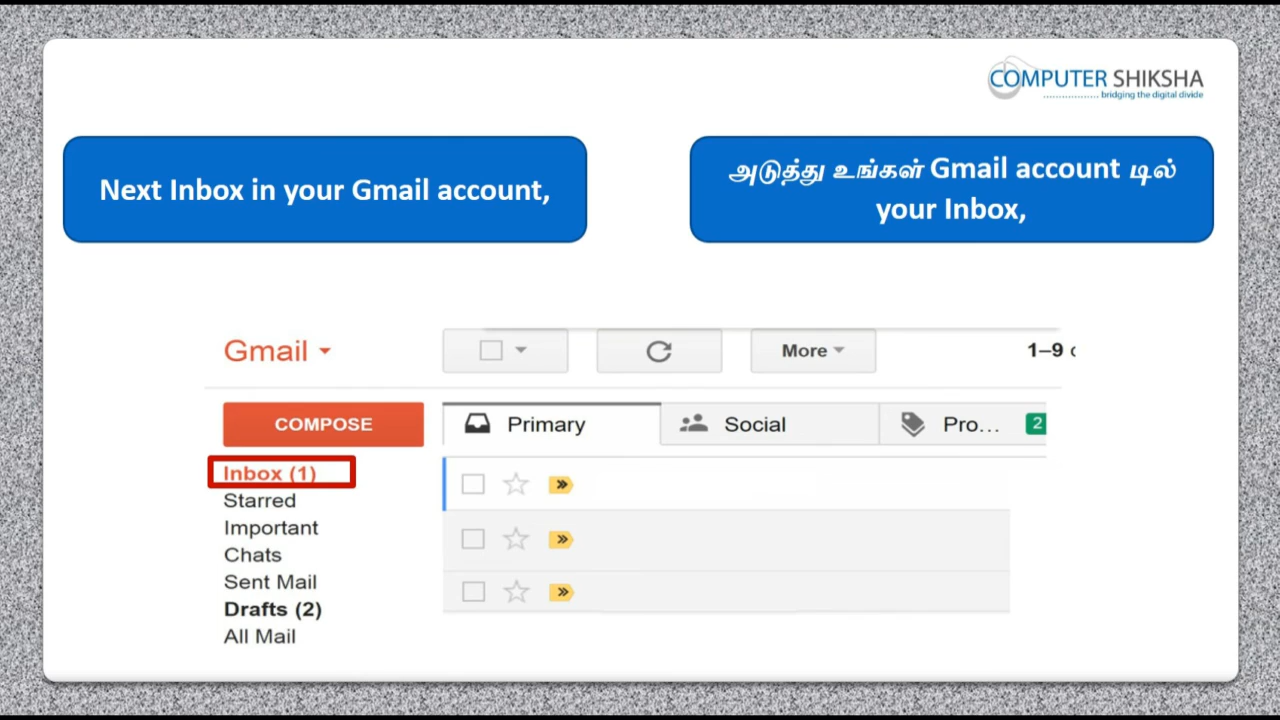 COMPUTER SHIKSHA
bridging the digital divide
Next Inbox in your Gmail account,
அடுத்து உங்கள் Gmail account டில்
your Inbox,
Gmail
More
1–9
COMPOSE
Primary
Social
Pro...
2
Inbox (1)
Starred
Important
Chats
Sent Mail
Drafts (2)
All Mail